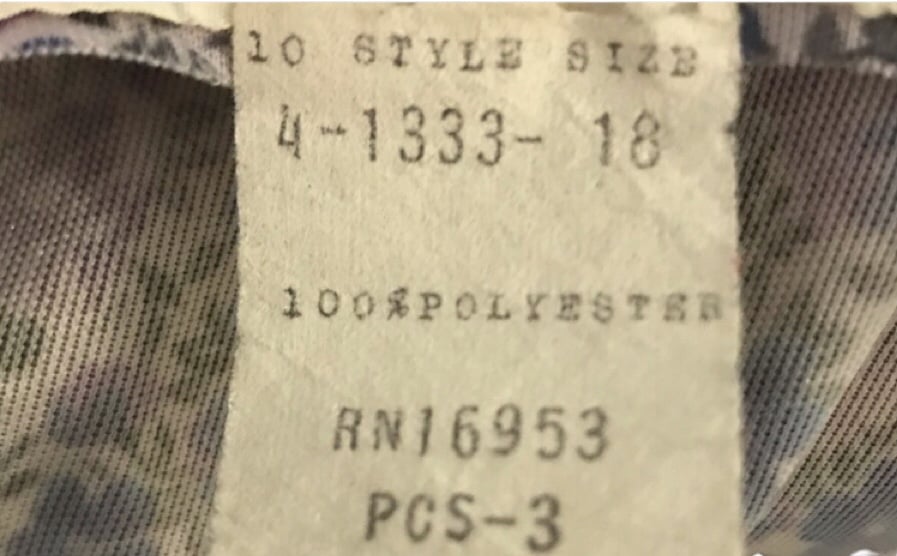 10 STYLE SIZE
4-1333- 18
100%POLYESTER
RN16953
PCS-3